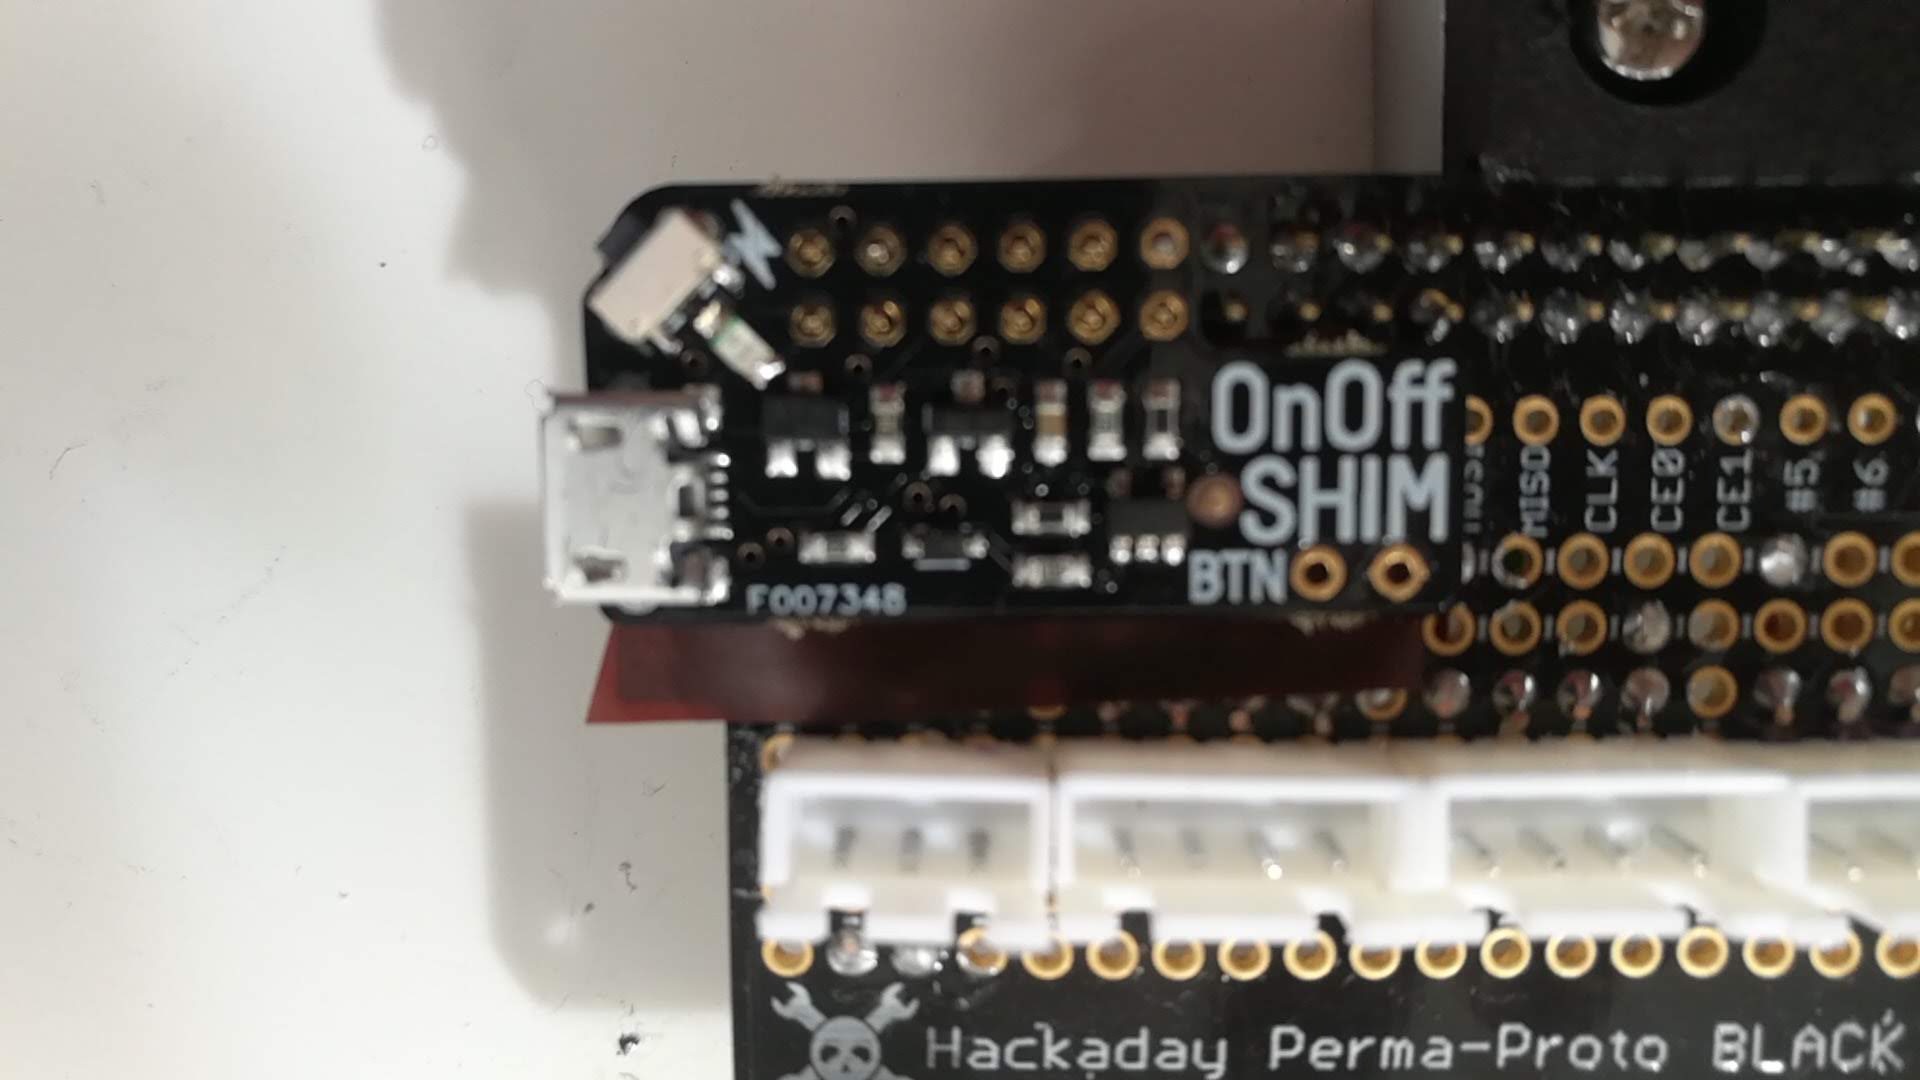 OnOff
SHIM
BTN
F007348
MISO
CLK
CE0
CE1
#5
#6
Hackaday Perma-Proto BLACK